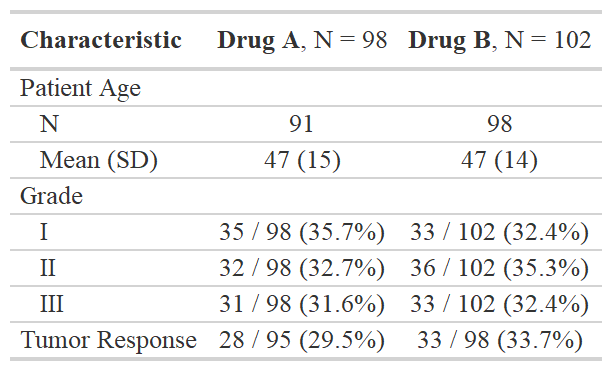 Characteristic Drug A, N = 98 Drug B, N = 102
Patient Age
N 91 98
Mean (SD) 47 (15) 47 (14)
Grade
I 35 / 98 (35.7%) 33 / 102 (32.4%)
II 32 / 98 (32.7%) 36 / 102 (35.3%)
III 31 / 98 (31.6%) 33 / 102 (32.4%)
Tumor Response 28 / 95 (29.5%) 33 / 98 (33.7%)